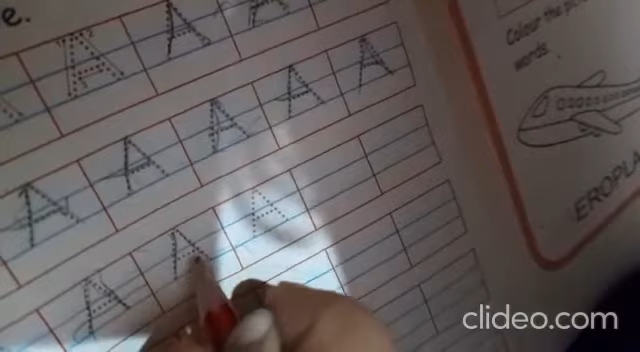 e.
A A A
A A A A A
A A A
Colour the
words.
EROPLA
clideo.com